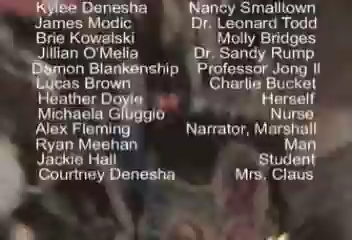 Kylee Denesha Nancy Smalltown
James Modic Dr. Leonard Todd
Brie Kowalski Molly Bridges
Jillian O'Melia Dr. Sandy Rump
Damon Blankenship Professor Jong Il
Lucas Brown Charlie Bucket
Heather Doyle Herself
Michaela Gluggio Nurse
Alex Fleming Narrator, Marshall
Ryan Meehan Man
Jackie Hall Student
Courtney Denesha Mrs. Claus